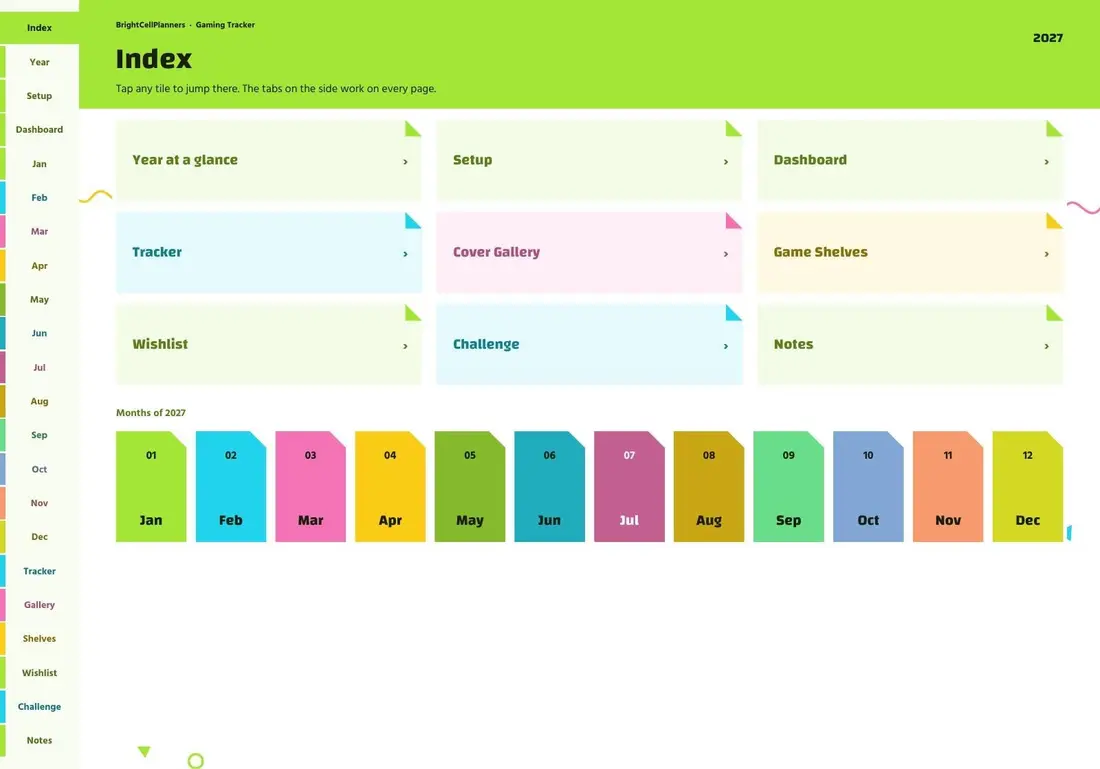 Index
Year
Setup
Dashboard
Jan
Feb
Mar
Apr
May
Jun
Jul
Aug
Sep
Oct
Nov
Dec
Tracker
Gallery
Shelves
Wishlist
Challenge
Notes
BrightCellPlanners · Gaming Tracker
Index
2027
Tap any tile to jump there. The tabs on the side work on every page.
Year at a glance ›
Setup ›
Dashboard ›
Tracker ›
Cover Gallery ›
Game Shelves ›
Wishlist ›
Challenge ›
Notes ›
Months of 2027
01 02 03 04 05 06 07 08 09 10 11 12
Jan Feb Mar Apr May Jun Jul Aug Sep Oct Nov Dec